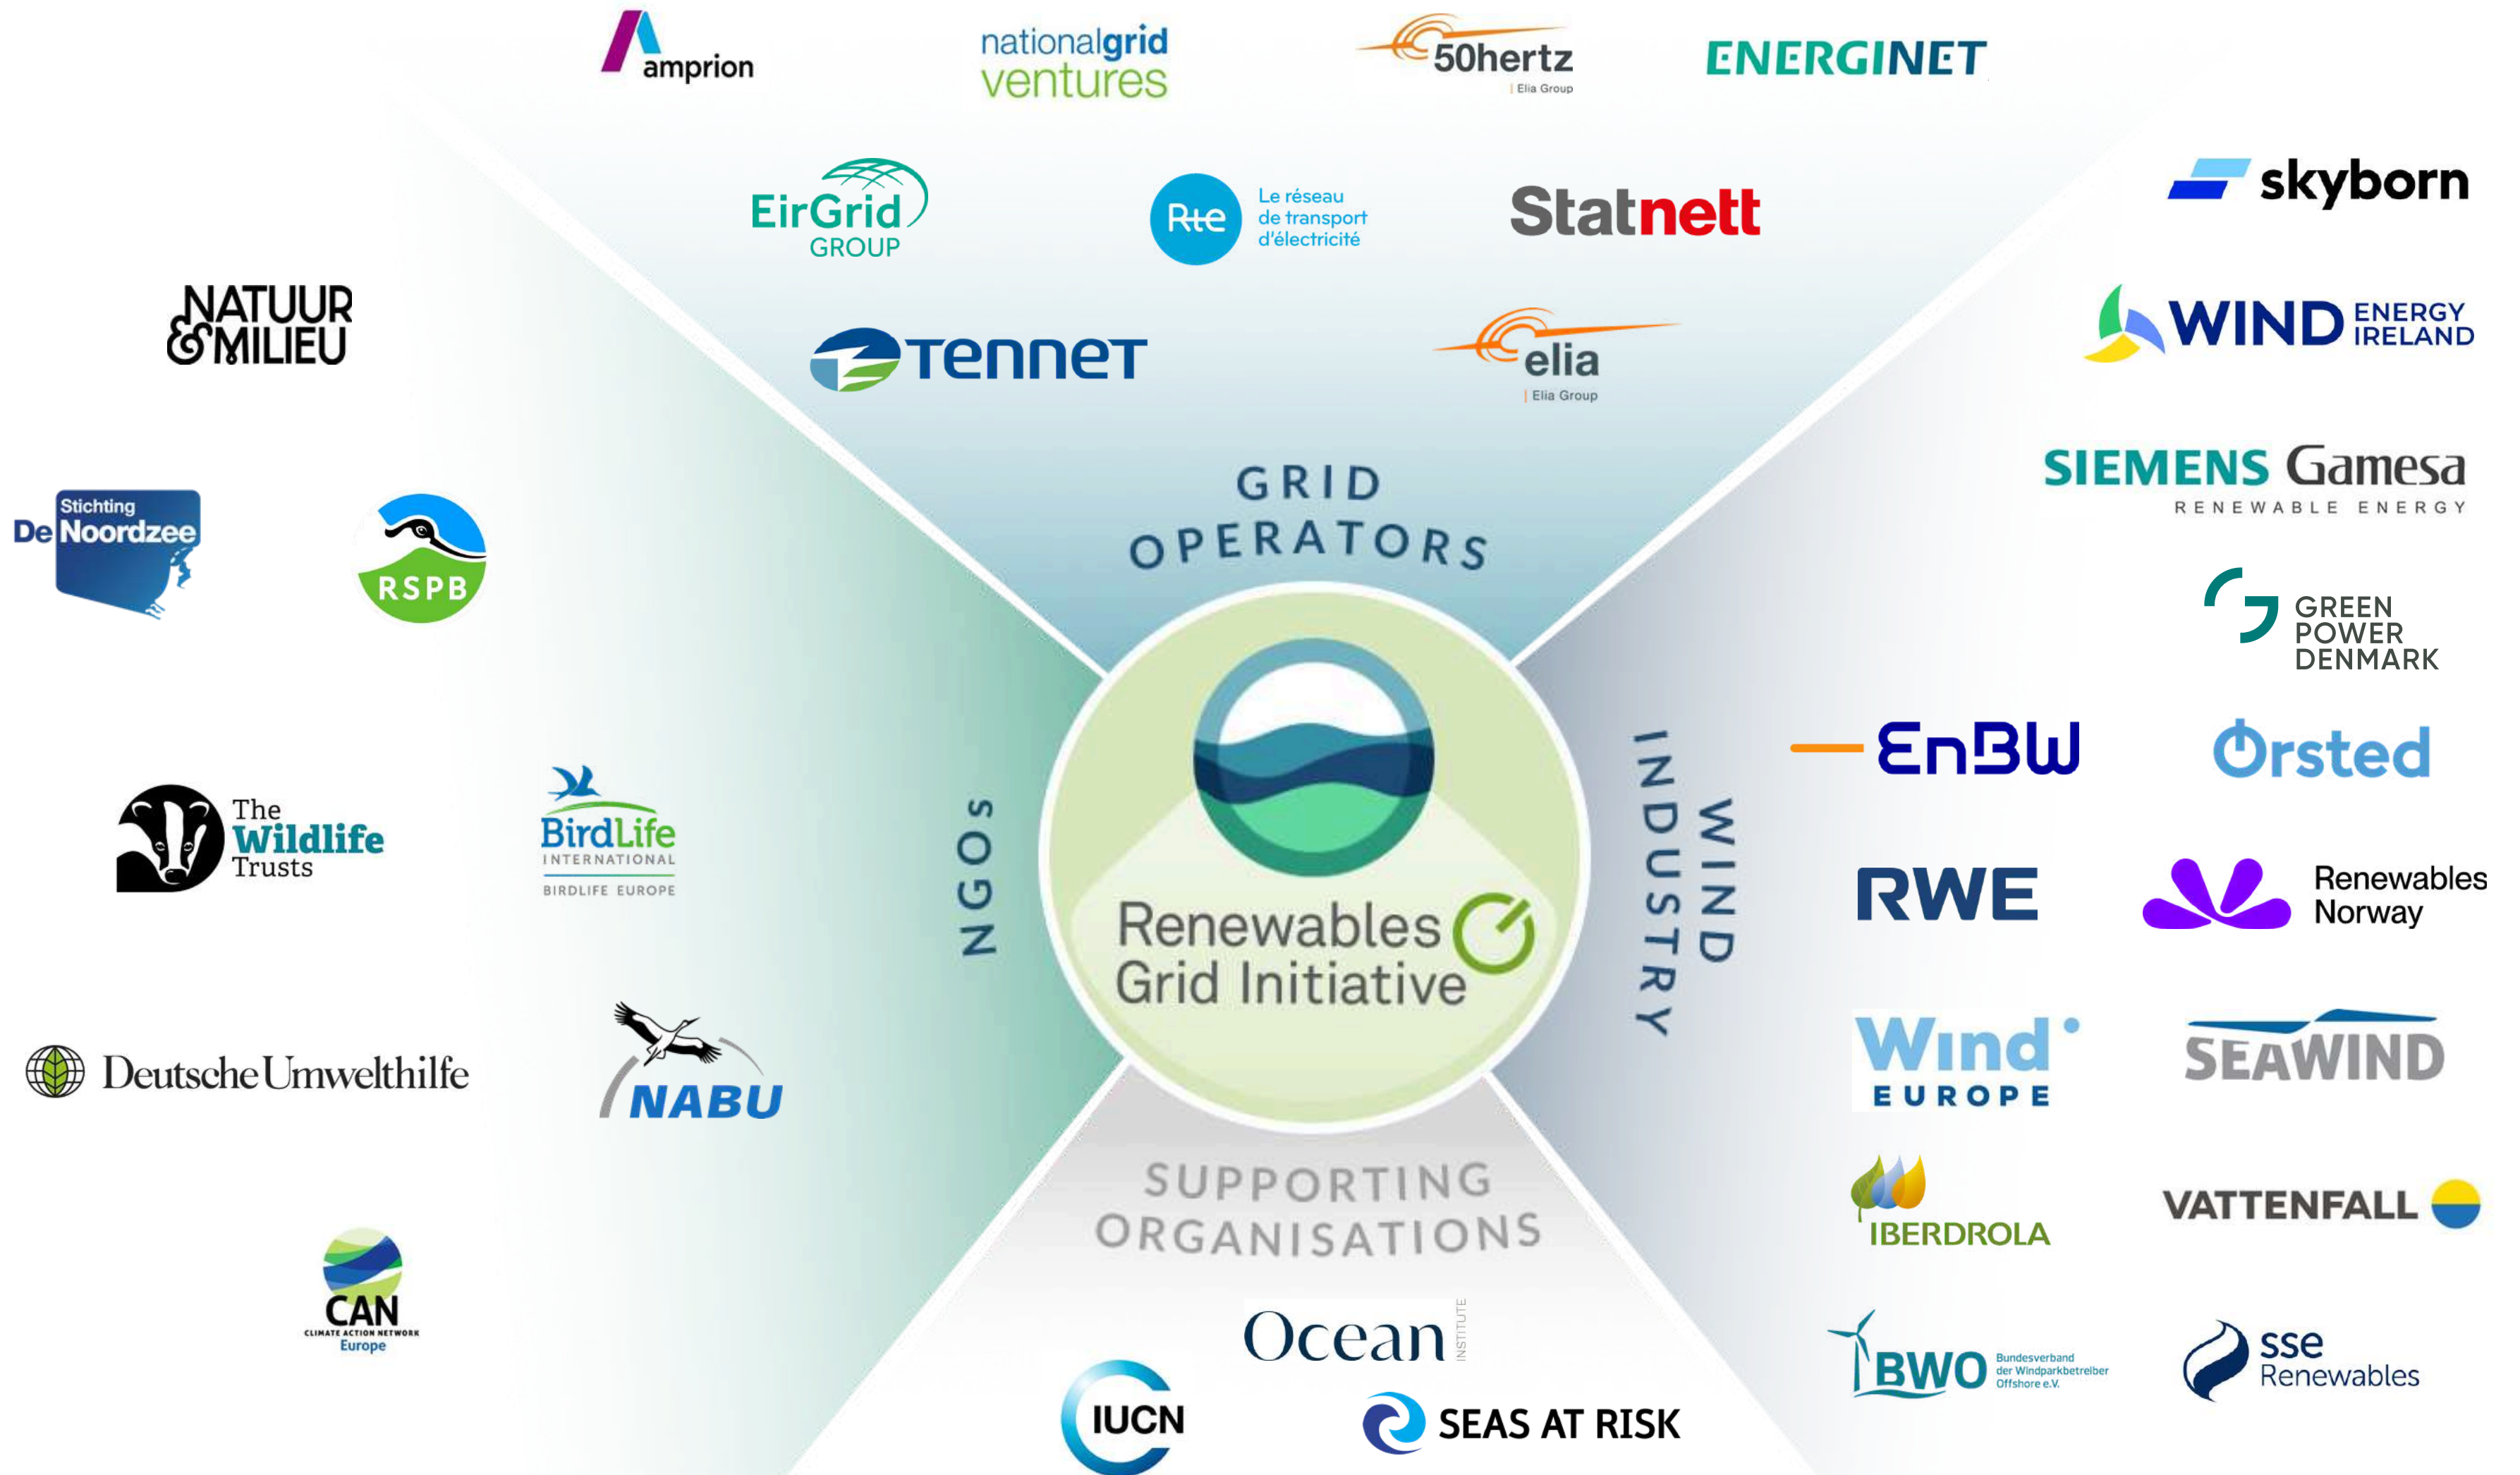 amprion
nationalgrid
ventures
50hertz
| Elia Group
ENERGINET
EirGrid
GROUP
Rte
Le réseau
de transport
d'électricité
Statnett
TenneT
elia
| Elia Group
GRID
OPERATORS
skyborn
WIND ENERGY
IRELAND
SIEMENS Gamesa
RENEWABLE ENERGY
GREEN
POWER
DENMARK
EnBW
Ørsted
RWE
Renewables
Norway
Wind
EUROPE
SEAWIND
IBERDROLA
VATTENFALL
BWO
Bundesverband
der Windparkbetreiber
Offshore e.V.
sse
Renewables
WIND
INDUSTRY
NATUUR
&MILIEU
Stichting
De Noordzee
RSPB
The
Wildlife
Trusts
BirdLife
INTERNATIONAL
BIRDLIFE EUROPE
Deutsche Umwelthilfe
NABU
CAN
CLIMATE ACTION NETWORK
Europe
NGOs
Renewables
Grid Initiative
SUPPORTING
ORGANISATIONS
Ocean
INSTITUTE
IUCN
SEAS AT RISK